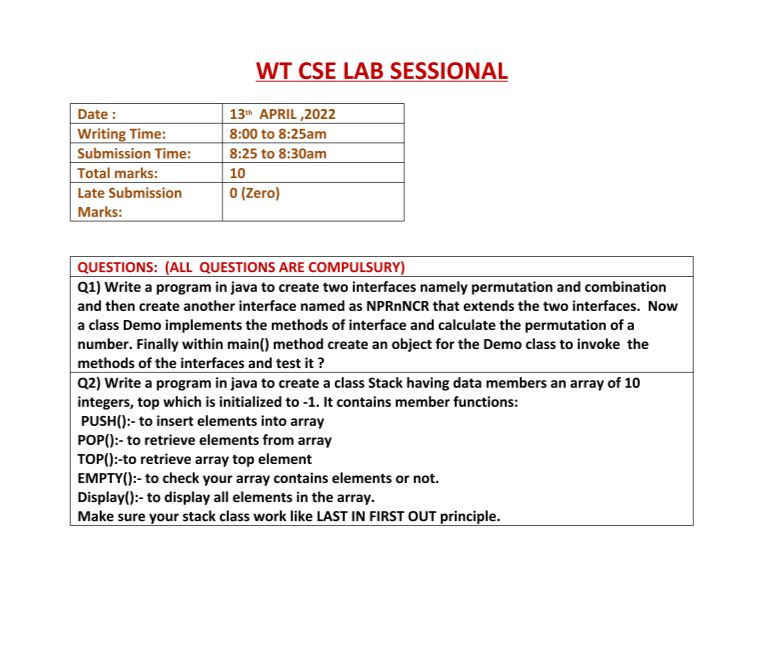 WT CSE LAB SESSIONAL
Date : 13th APRIL ,2022
Writing Time: 8:00 to 8:25am
Submission Time: 8:25 to 8:30am
Total marks: 10
Late Submission Marks: 0 (Zero)
QUESTIONS: (ALL QUESTIONS ARE COMPULSURY)
Q1) Write a program in java to create two interfaces namely permutation and combination
and then create another interface named as NPRnNCR that extends the two interfaces. Now
a class Demo implements the methods of interface and calculate the permutation of a
number. Finally within main() method create an object for the Demo class to invoke the
methods of the interfaces and test it ?
Q2) Write a program in java to create a class Stack having data members an array of 10
integers, top which is initialized to -1. It contains member functions:
PUSH():- to insert elements into array
POP():- to retrieve elements from array
TOP():-to retrieve array top element
EMPTY():- to check your array contains elements or not.
Display():- to display all elements in the array.
Make sure your stack class work like LAST IN FIRST OUT principle.